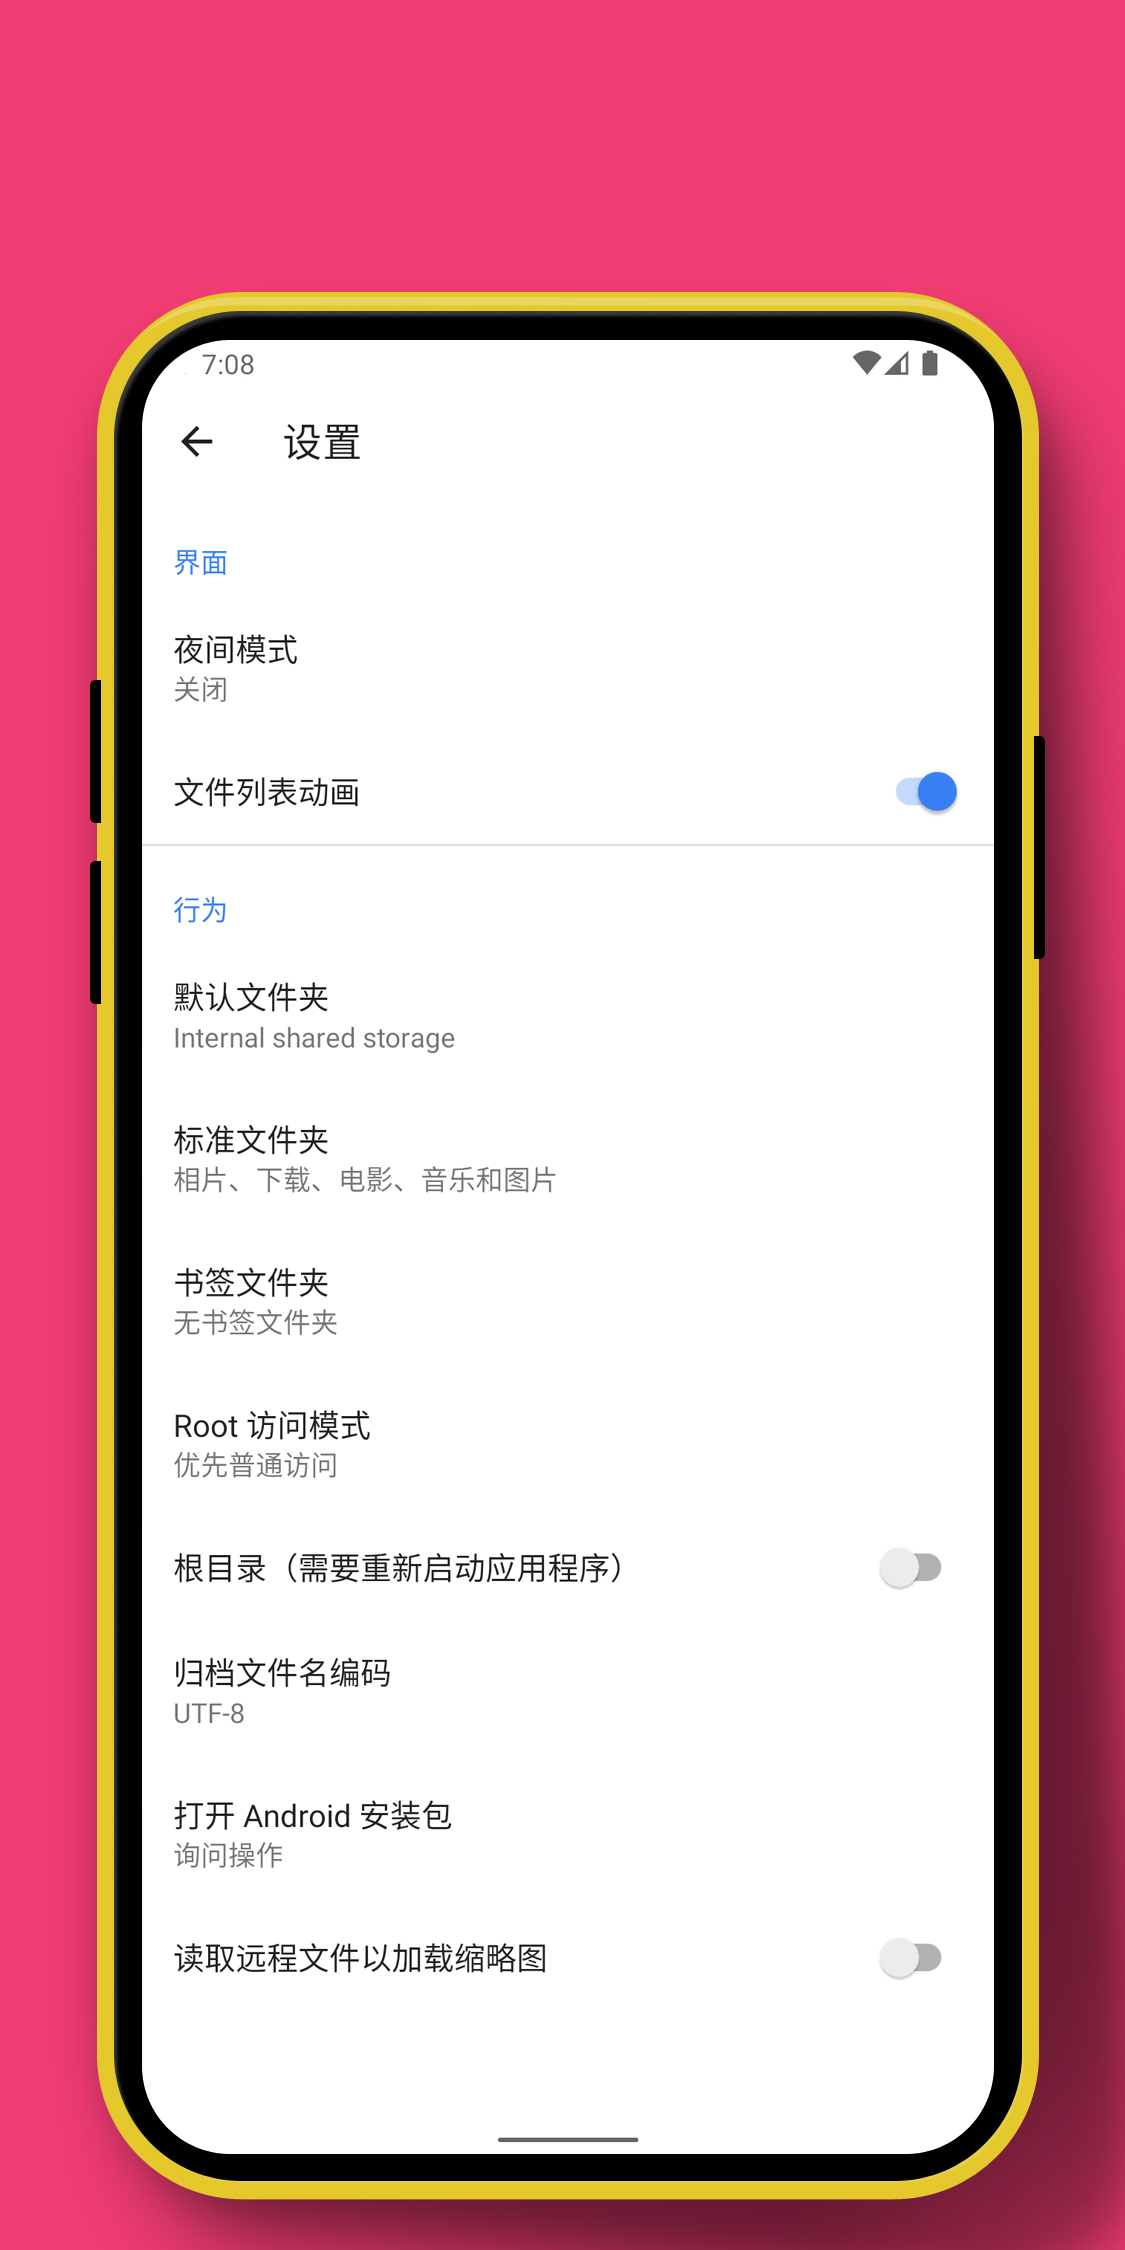 7:08
设置
界面
夜间模式
关闭
文件列表动画
行为
默认文件夹
Internal shared storage
标准文件夹
相片、下载、电影、音乐和图片
书签文件夹
无书签文件夹
Root 访问模式
优先普通访问
根目录（需要重新启动应用程序）
归档文件名编码
UTF-8
打开 Android 安装包
询问操作
读取远程文件以加载缩略图